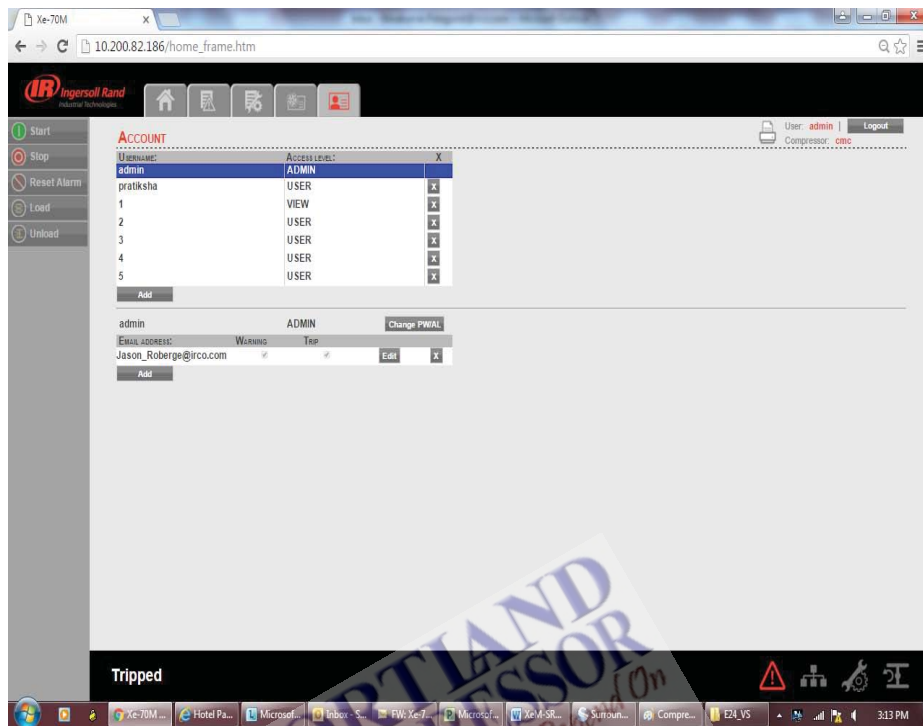 Xe-70M
10.200.82.186/home_frame.htm
IR Ingersoll Rand
Industrial Technologies
Start
Stop
Reset Alarm
Load
Unload
ACCOUNT
User: admin | Logout
Compressor: cmc
USERNAME: ACCESS LEVEL: X
admin ADMIN
pratiksha USER X
1 VIEW X
2 USER X
3 USER X
4 USER X
5 USER X
Add
admin ADMIN Change PW/AL
EMAIL ADDRESS: WARNING TRIP
Jason_Roberge@irco.com Edit X
Add
Tripped
Xe-70M ... Hotel Pa... Microsof... Inbox - S... FW: Xe-7... Microsof... XeM-SR... Surroun... Compre... E24_VS 3:13 PM